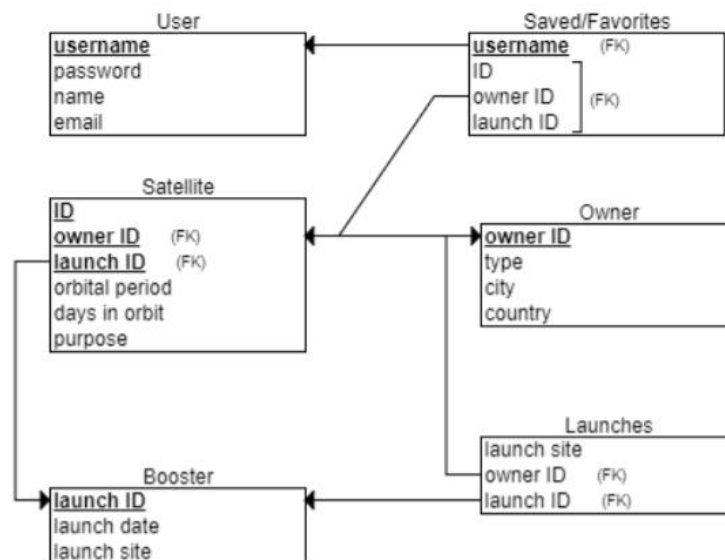 User
username
password
name
email
Saved/Favorites
username (FK)
ID
owner ID (FK)
launch ID
Satellite
ID
owner ID (FK)
launch ID (FK)
orbital period
days in orbit
purpose
Owner
owner ID
type
city
country
Launches
launch site
owner ID (FK)
launch ID (FK)
Booster
launch ID
launch date
launch site